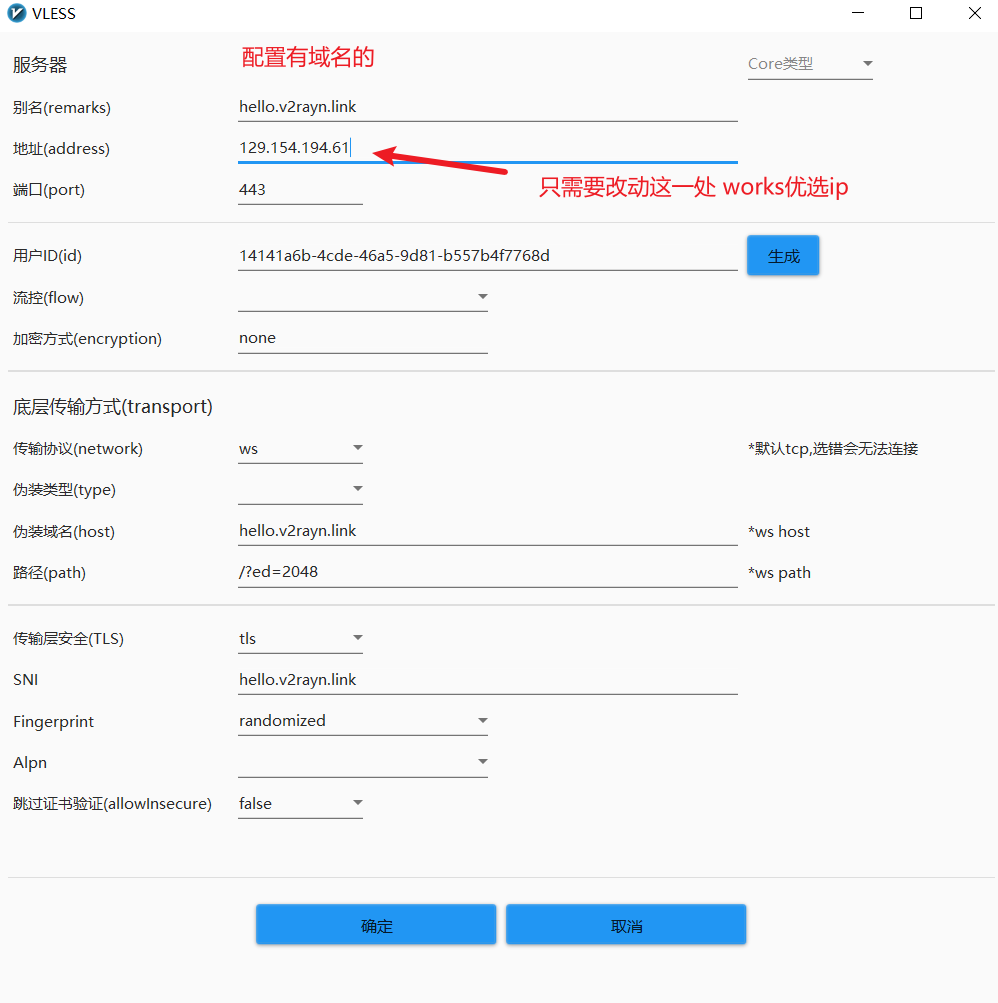 VLESS
服务器
配置有域名的
Core类型
别名(remarks)
hello.v2rayn.link
地址(address)
129.154.194.61
端口(port)
443
只需要改动这一处 works优选ip
用户ID(id)
14141a6b-4cde-46a5-9d81-b557b4f7768d
生成
流控(flow)
加密方式(encryption)
none
底层传输方式(transport)
传输协议(network)
ws
*默认tcp,选错会无法连接
伪装类型(type)
伪装域名(host)
hello.v2rayn.link
*ws host
路径(path)
/?ed=2048
*ws path
传输层安全(TLS)
tls
SNI
hello.v2rayn.link
Fingerprint
randomized
Alpn
跳过证书验证(allowInsecure)
false
确定
取消